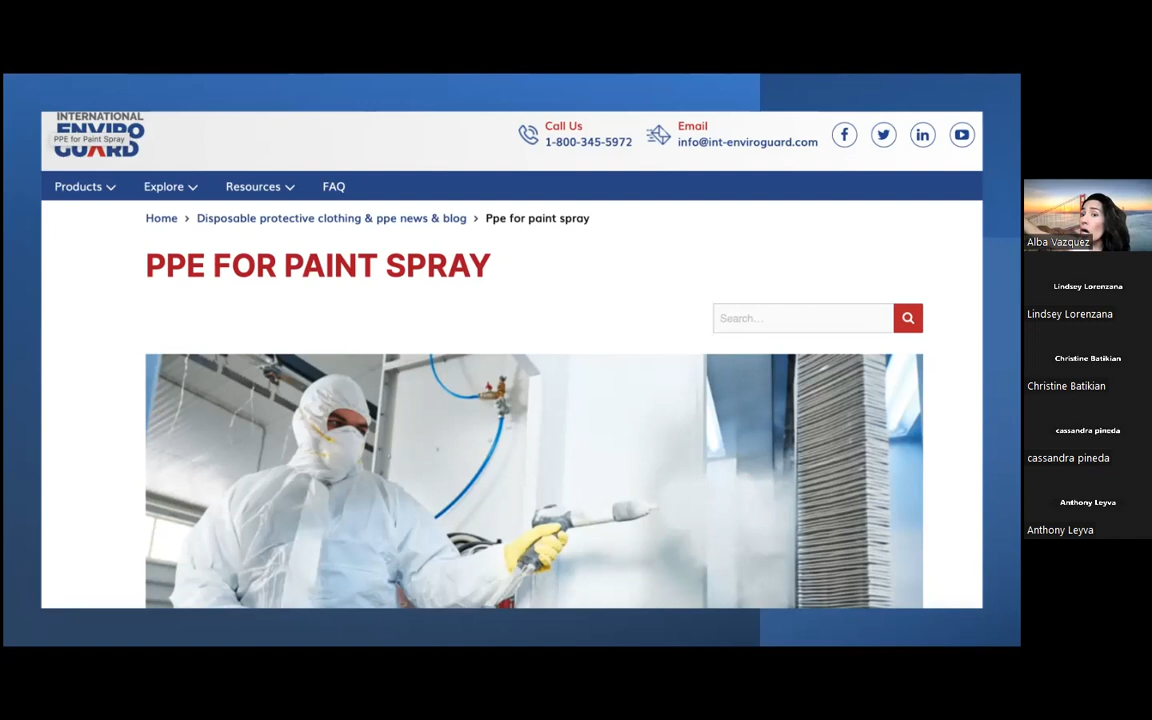 INTERNATIONAL
ENVIRO
PPE for Paint Spray
GUARD
Call Us
1-800-345-5972
Email
info@int-enviroguard.com
Products
Explore
Resources
FAQ
Home > Disposable protective clothing & ppe news & blog > Ppe for paint spray
PPE FOR PAINT SPRAY
Search...
Alba Vazquez
Lindsey Lorenzana
Lindsey Lorenzana
Christine Batikian
Christine Batikian
cassandra pineda
cassandra pineda
Anthony Leyva
Anthony Leyva